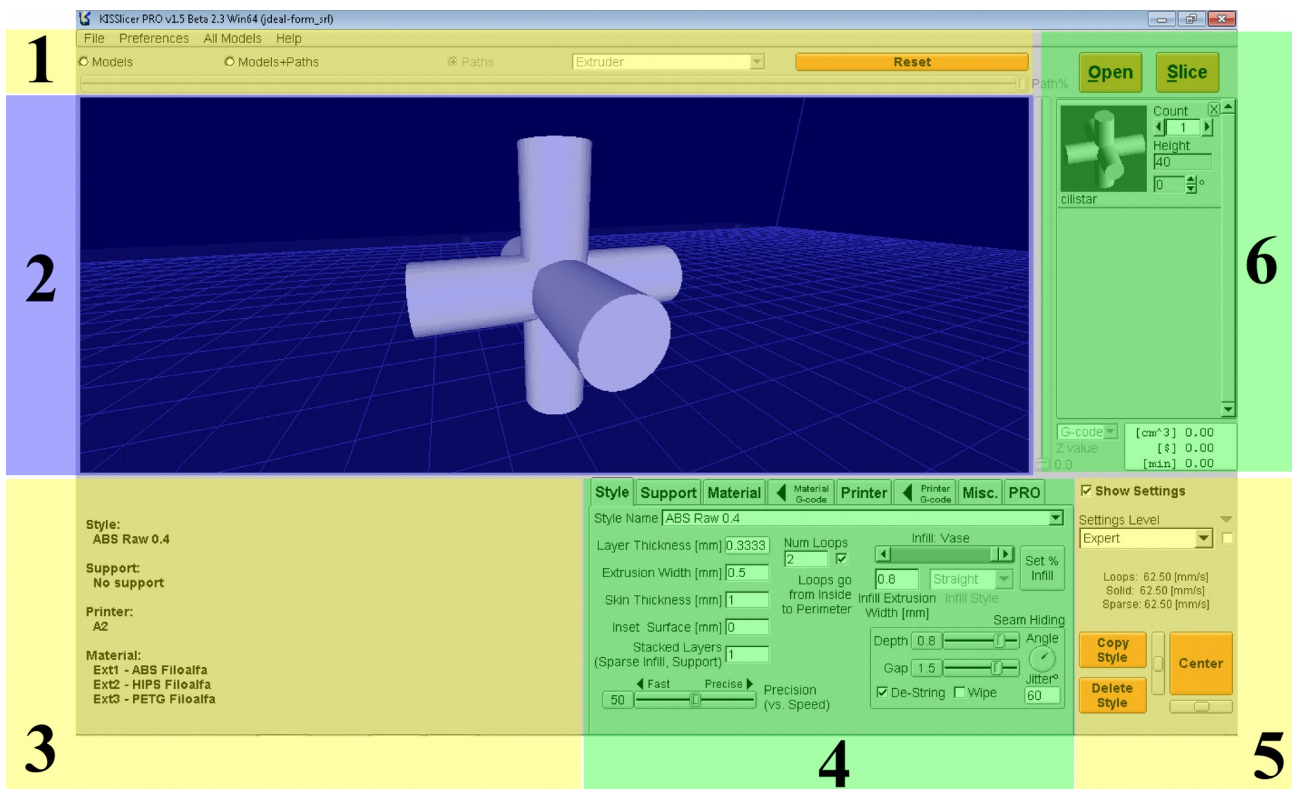 KISSlicer PRO v1.5 Beta 2.3 Win64 (jdeal-form_srl)
File Preferences All Models Help
1
Models Models+Paths Paths Extruder Reset
Path%
Open Slice
Count
1
Height
40
0 °
cilistar
2
6
G-code
Z value
0.0
[cm^3] 0.00
[$] 0.00
[min] 0.00
Style:
ABS Raw 0.4
Support:
No support
Printer:
A2
Material:
Ext1 - ABS Filoalfa
Ext2 - HIPS Filoalfa
Ext3 - PETG Filoalfa
3
Style Support Material Material G-code Printer Printer G-code Misc. PRO
Style Name ABS Raw 0.4
Layer Thickness [mm] 0.3333
Extrusion Width [mm] 0.5
Skin Thickness [mm] 1
Inset Surface [mm] 0
Stacked Layers
(Sparse Infill, Support) 1
Fast Precise
50
Precision
(vs. Speed)
Num Loops
2
Loops go
from Inside
to Perimeter
Infill: Vase
Set %
Infill
0.8 Straight
Infill Extrusion Infill Style
Width [mm]
Seam Hiding
Depth 0.8 Angle
Gap 1.5
Jitterº
De-String Wipe 60
4
Show Settings
Settings Level
Expert
Loops: 62.50 [mm/s]
Solid: 62.50 [mm/s]
Sparse: 62.50 [mm/s]
Copy
Style
Center
Delete
Style
5